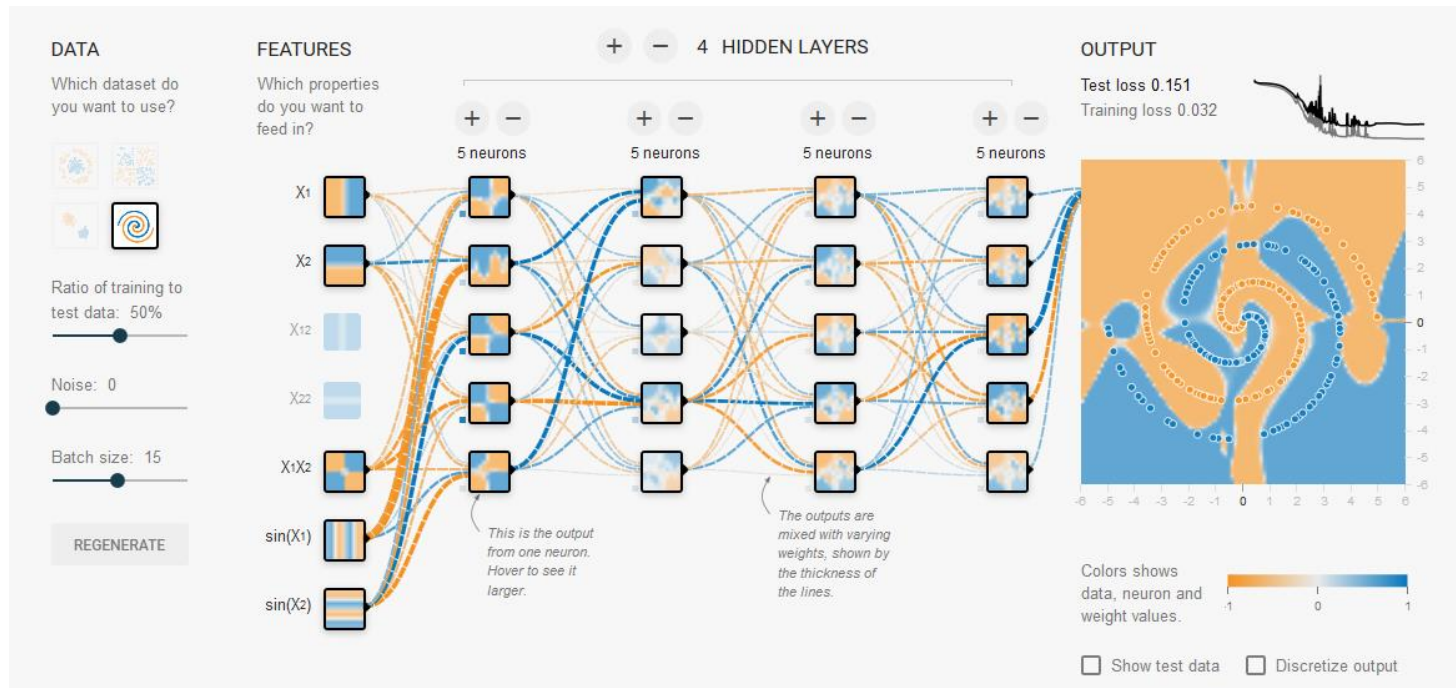 DATA
Which dataset do
you want to use?
Ratio of training to
test data: 50%
Noise: 0
Batch size: 15
REGENERATE
FEATURES
Which properties
do you want to
feed in?
X1
X2
X12
X22
X1X2
sin(X1)
sin(X2)
+ − 4 HIDDEN LAYERS
+ − + − + − + −
5 neurons 5 neurons 5 neurons 5 neurons
This is the output
from one neuron.
Hover to see it
larger.
The outputs are
mixed with varying
weights, shown by
the thickness of
the lines.
OUTPUT
Test loss 0.151
Training loss 0.032
6
5
4
3
2
1
0
-1
-2
-3
-4
-5
-6
-6 -5 -4 -3 -2 -1 0 1 2 3 4 5 6
Colors shows
data, neuron and
weight values.
-1 0 1
Show test data Discretize output